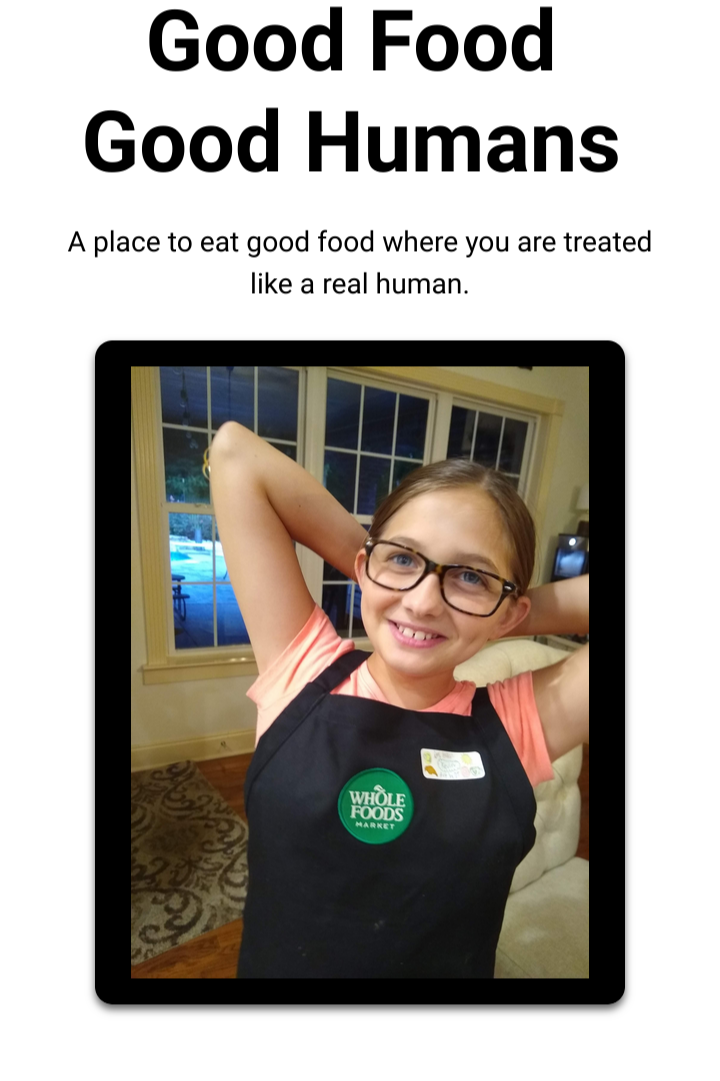 Good Food
Good Humans
A place to eat good food where you are treated
like a real human.
WHOLE
FOODS
MARKET